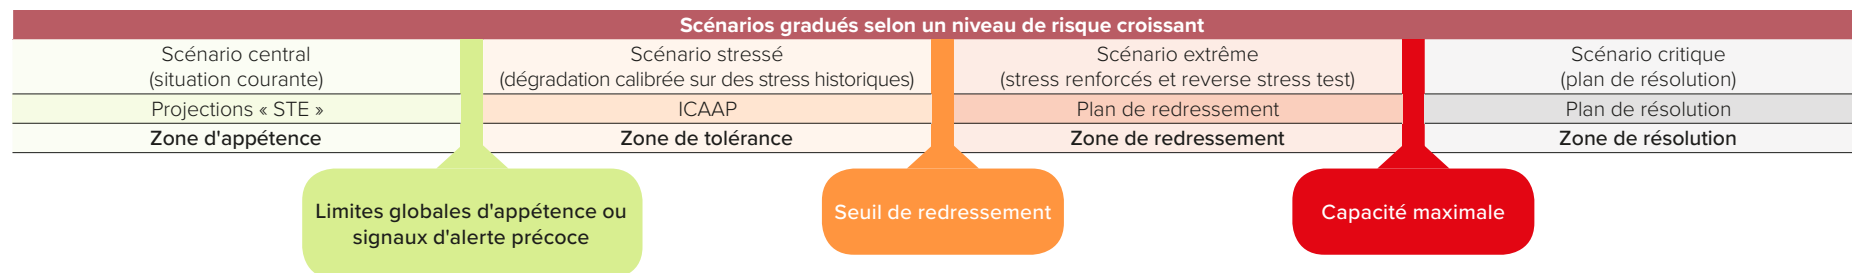 Scénarios gradués selon un niveau de risque croissant
Scénario central
(situation courante)
Scénario stressé
(dégradation calibrée sur des stress historiques)
Scénario extrême
(stress renforcés et reverse stress test)
Scénario critique
(plan de résolution)
Projections « STE »
ICAAP
Plan de redressement
Plan de résolution
Zone d'appétence
Zone de tolérance
Zone de redressement
Zone de résolution
Limites globales d'appétence ou
signaux d'alerte précoce
Seuil de redressement
Capacité maximale